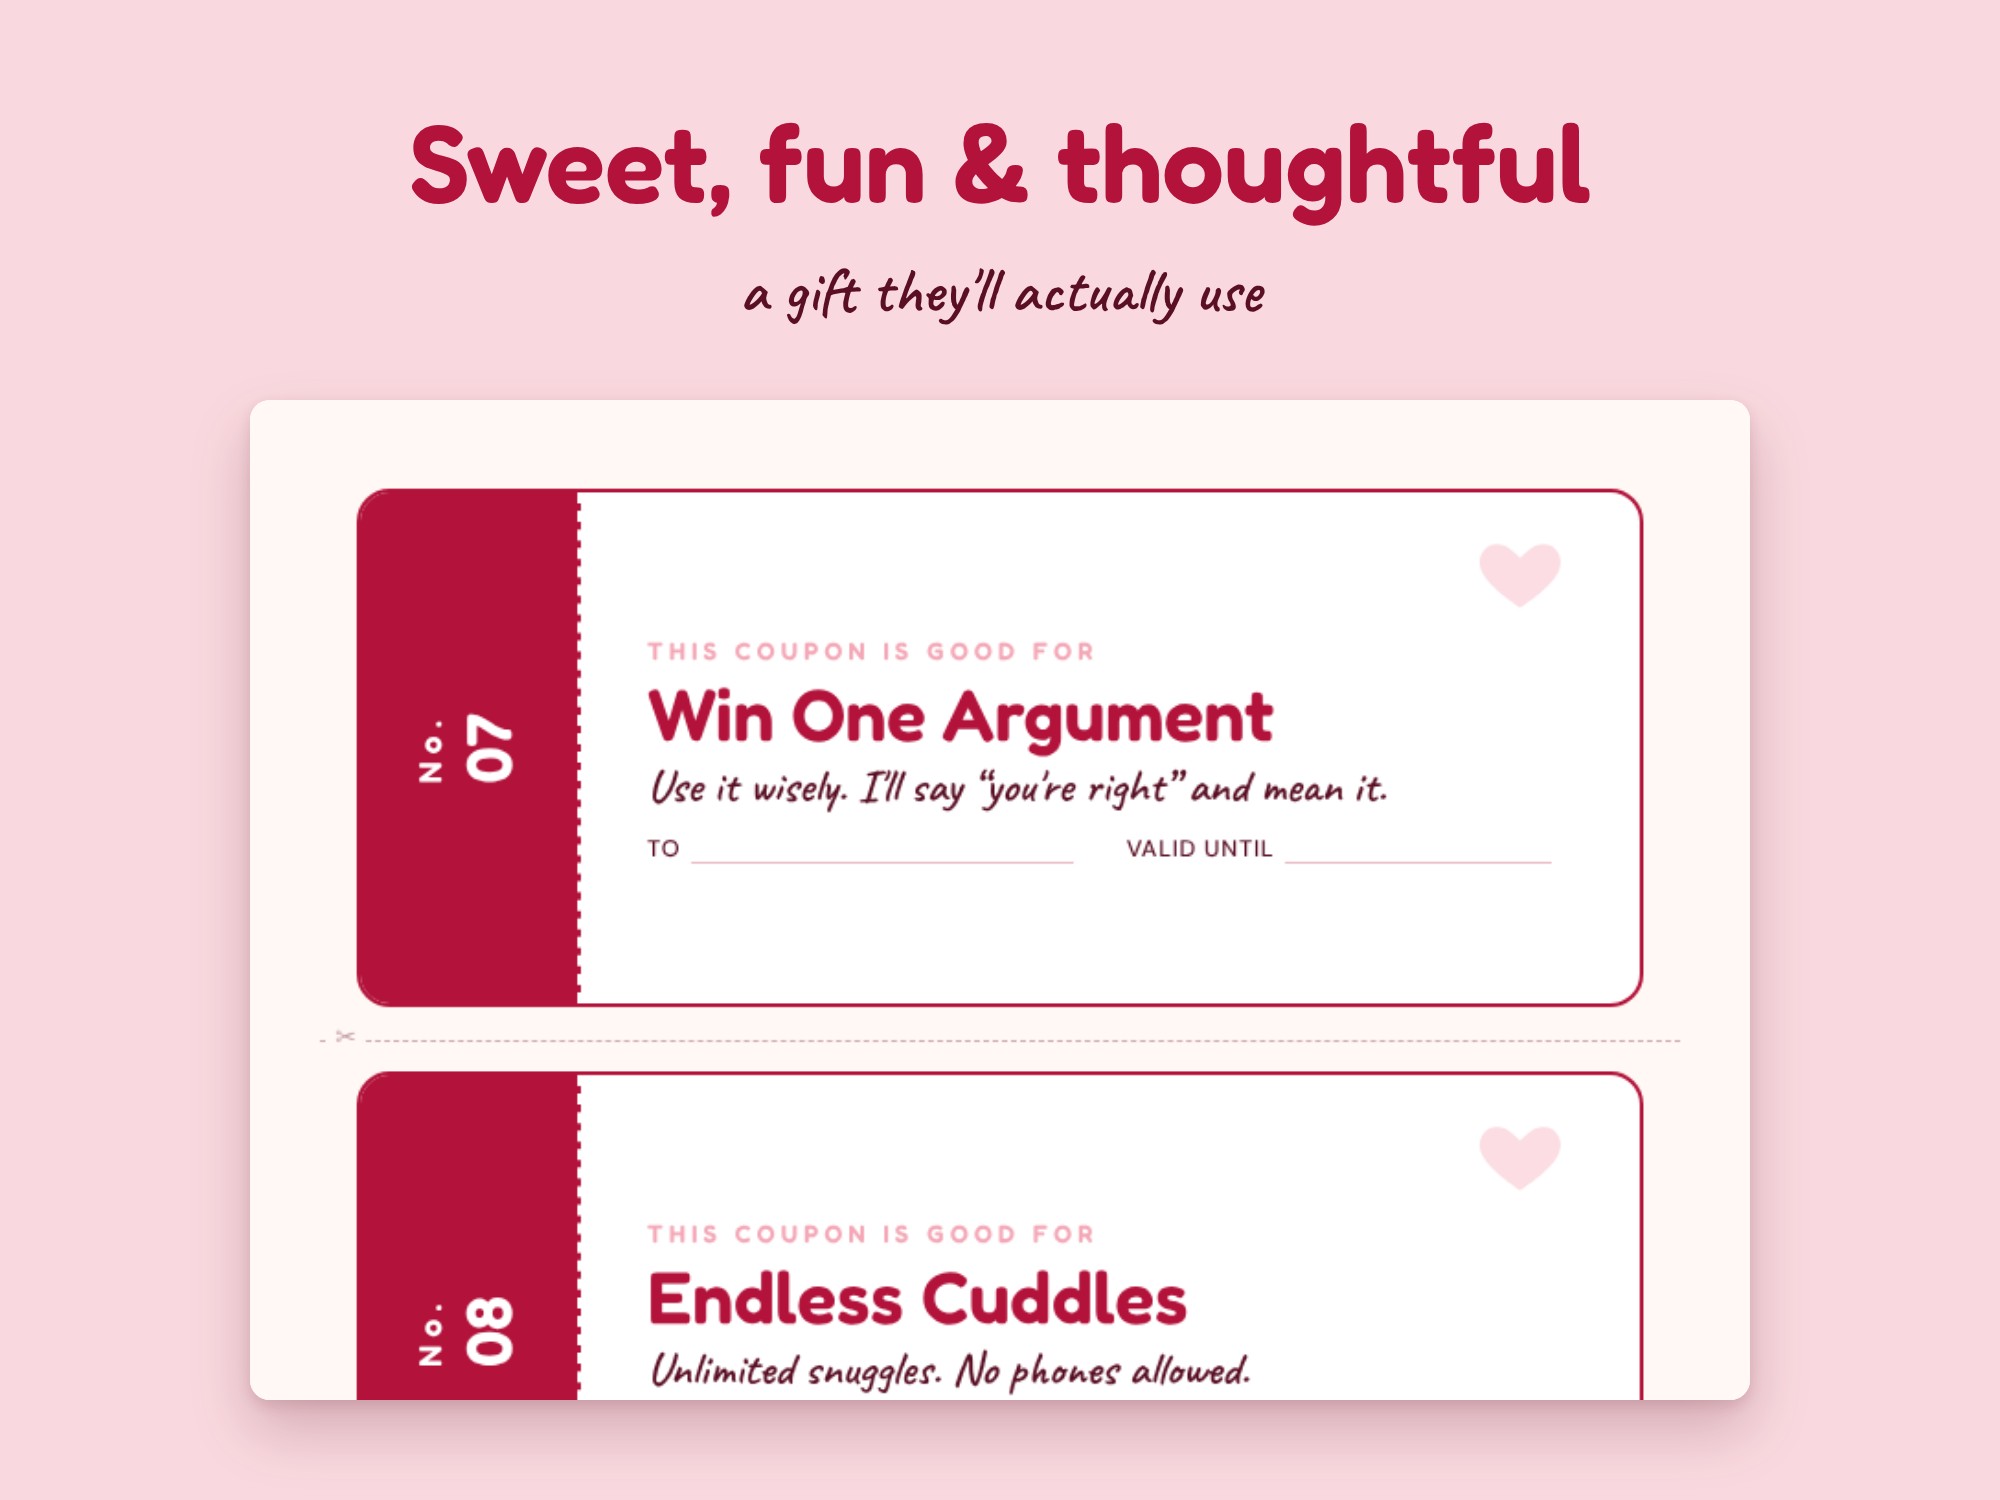 Sweet, fun & thoughtful
a gift they'll actually use
No.
07
THIS COUPON IS GOOD FOR
Win One Argument
Use it wisely. I'll say “you're right” and mean it.
TO VALID UNTIL
No.
08
THIS COUPON IS GOOD FOR
Endless Cuddles
Unlimited snuggles. No phones allowed.